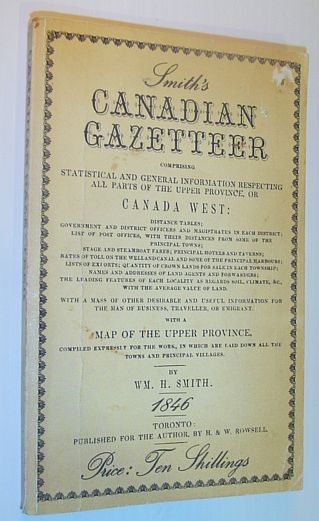 Smith's
CANADIAN
GAZETTEER
COMPRISING
STATISTICAL AND GENERAL INFORMATION RESPECTING
ALL PARTS OF THE UPPER PROVINCE, OR
CANADA WEST:
DISTANCE TABLES;
GOVERNMENT AND DISTRICT OFFICERS AND MAGISTRATES IN EACH DISTRICT;
LIST OF POST OFFICES, WITH THEIR DISTANCES FROM SOME OF THE
PRINCIPAL TOWNS;
STAGE AND STEAMBOAT FARES; PRINCIPAL HOTELS AND TAVERNS;
RATES OF TOLL ON THE WELLAND CANAL AND SOME OF THE PRINCIPAL HARBOURS;
LISTS OF EXPORTS; QUANTITY OF CROWN LANDS FOR SALE IN EACH TOWNSHIP;
NAMES AND ADDRESSES OF LAND AGENTS AND FORWARDERS;
THE LEADING FEATURES OF EACH LOCALITY AS REGARDS SOIL, CLIMATE, &C.,
WITH THE AVERAGE VALUE OF LAND.
WITH A MASS OF OTHER DESIRABLE AND USEFUL INFORMATION FOR
THE MAN OF BUSINESS, TRAVELLER, OR EMIGRANT:
WITH A
MAP OF THE UPPER PROVINCE,
COMPILED EXPRESSLY FOR THE WORK, IN WHICH ARE LAID DOWN ALL THE
TOWNS AND PRINCIPAL VILLAGES.
BY
WM. H. SMITH.
1846
TORONTO:
PUBLISHED FOR THE AUTHOR, BY H. & W. ROWSELL.
Price: Ten Shillings